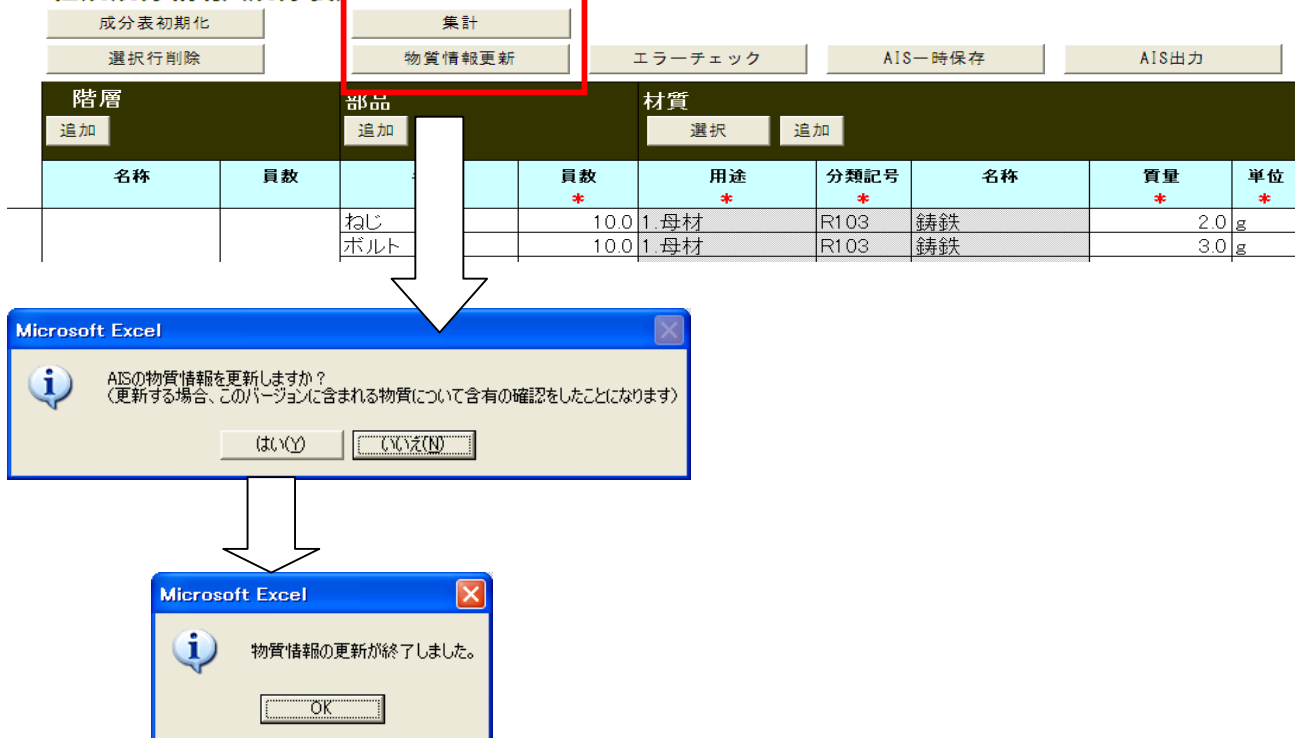 成分表初期化 集計
選択行削除 物質情報更新 エラーチェック AIS一時保存 AIS出力
階層 部品 材質
追加 追加 選択 追加
名称 員数 員数 用途 分類記号 名称 質量 単位
* * * * *
ねじ 10.0 1.母材 R103 鋳鉄 2.0 g
ボルト 10.0 1.母材 R103 鋳鉄 3.0 g
Microsoft Excel
AISの物質情報を更新しますか？
（更新する場合、このバージョンに含まれる物質について含有の確認をしたことになります）
はい(Y) いいえ(N)
Microsoft Excel
物質情報の更新が終了しました。
OK